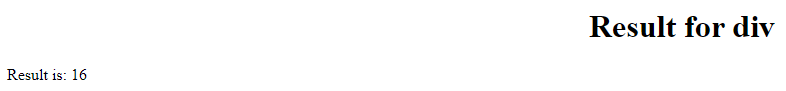 Result for div
Result is: 16